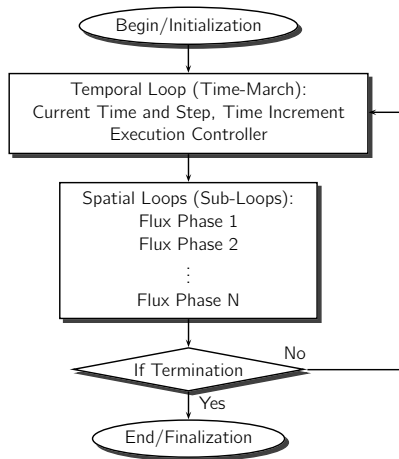 Begin/Initialization
Temporal Loop (Time-March):
Current Time and Step, Time Increment
Execution Controller
Spatial Loops (Sub-Loops):
Flux Phase 1
Flux Phase 2
⋮
Flux Phase N
If Termination
No
Yes
End/Finalization